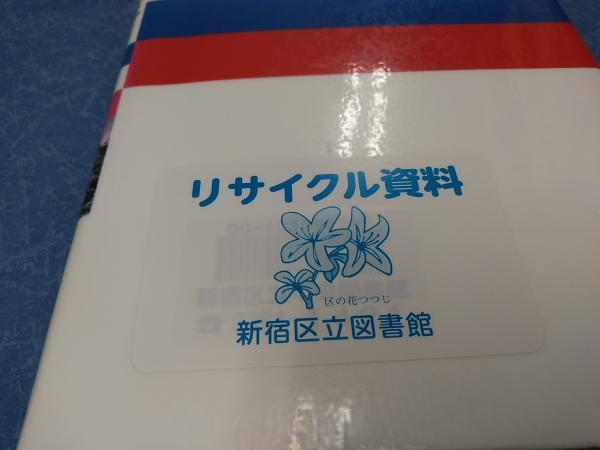 リサイクル資料
区の花つつじ
新宿区立図書館